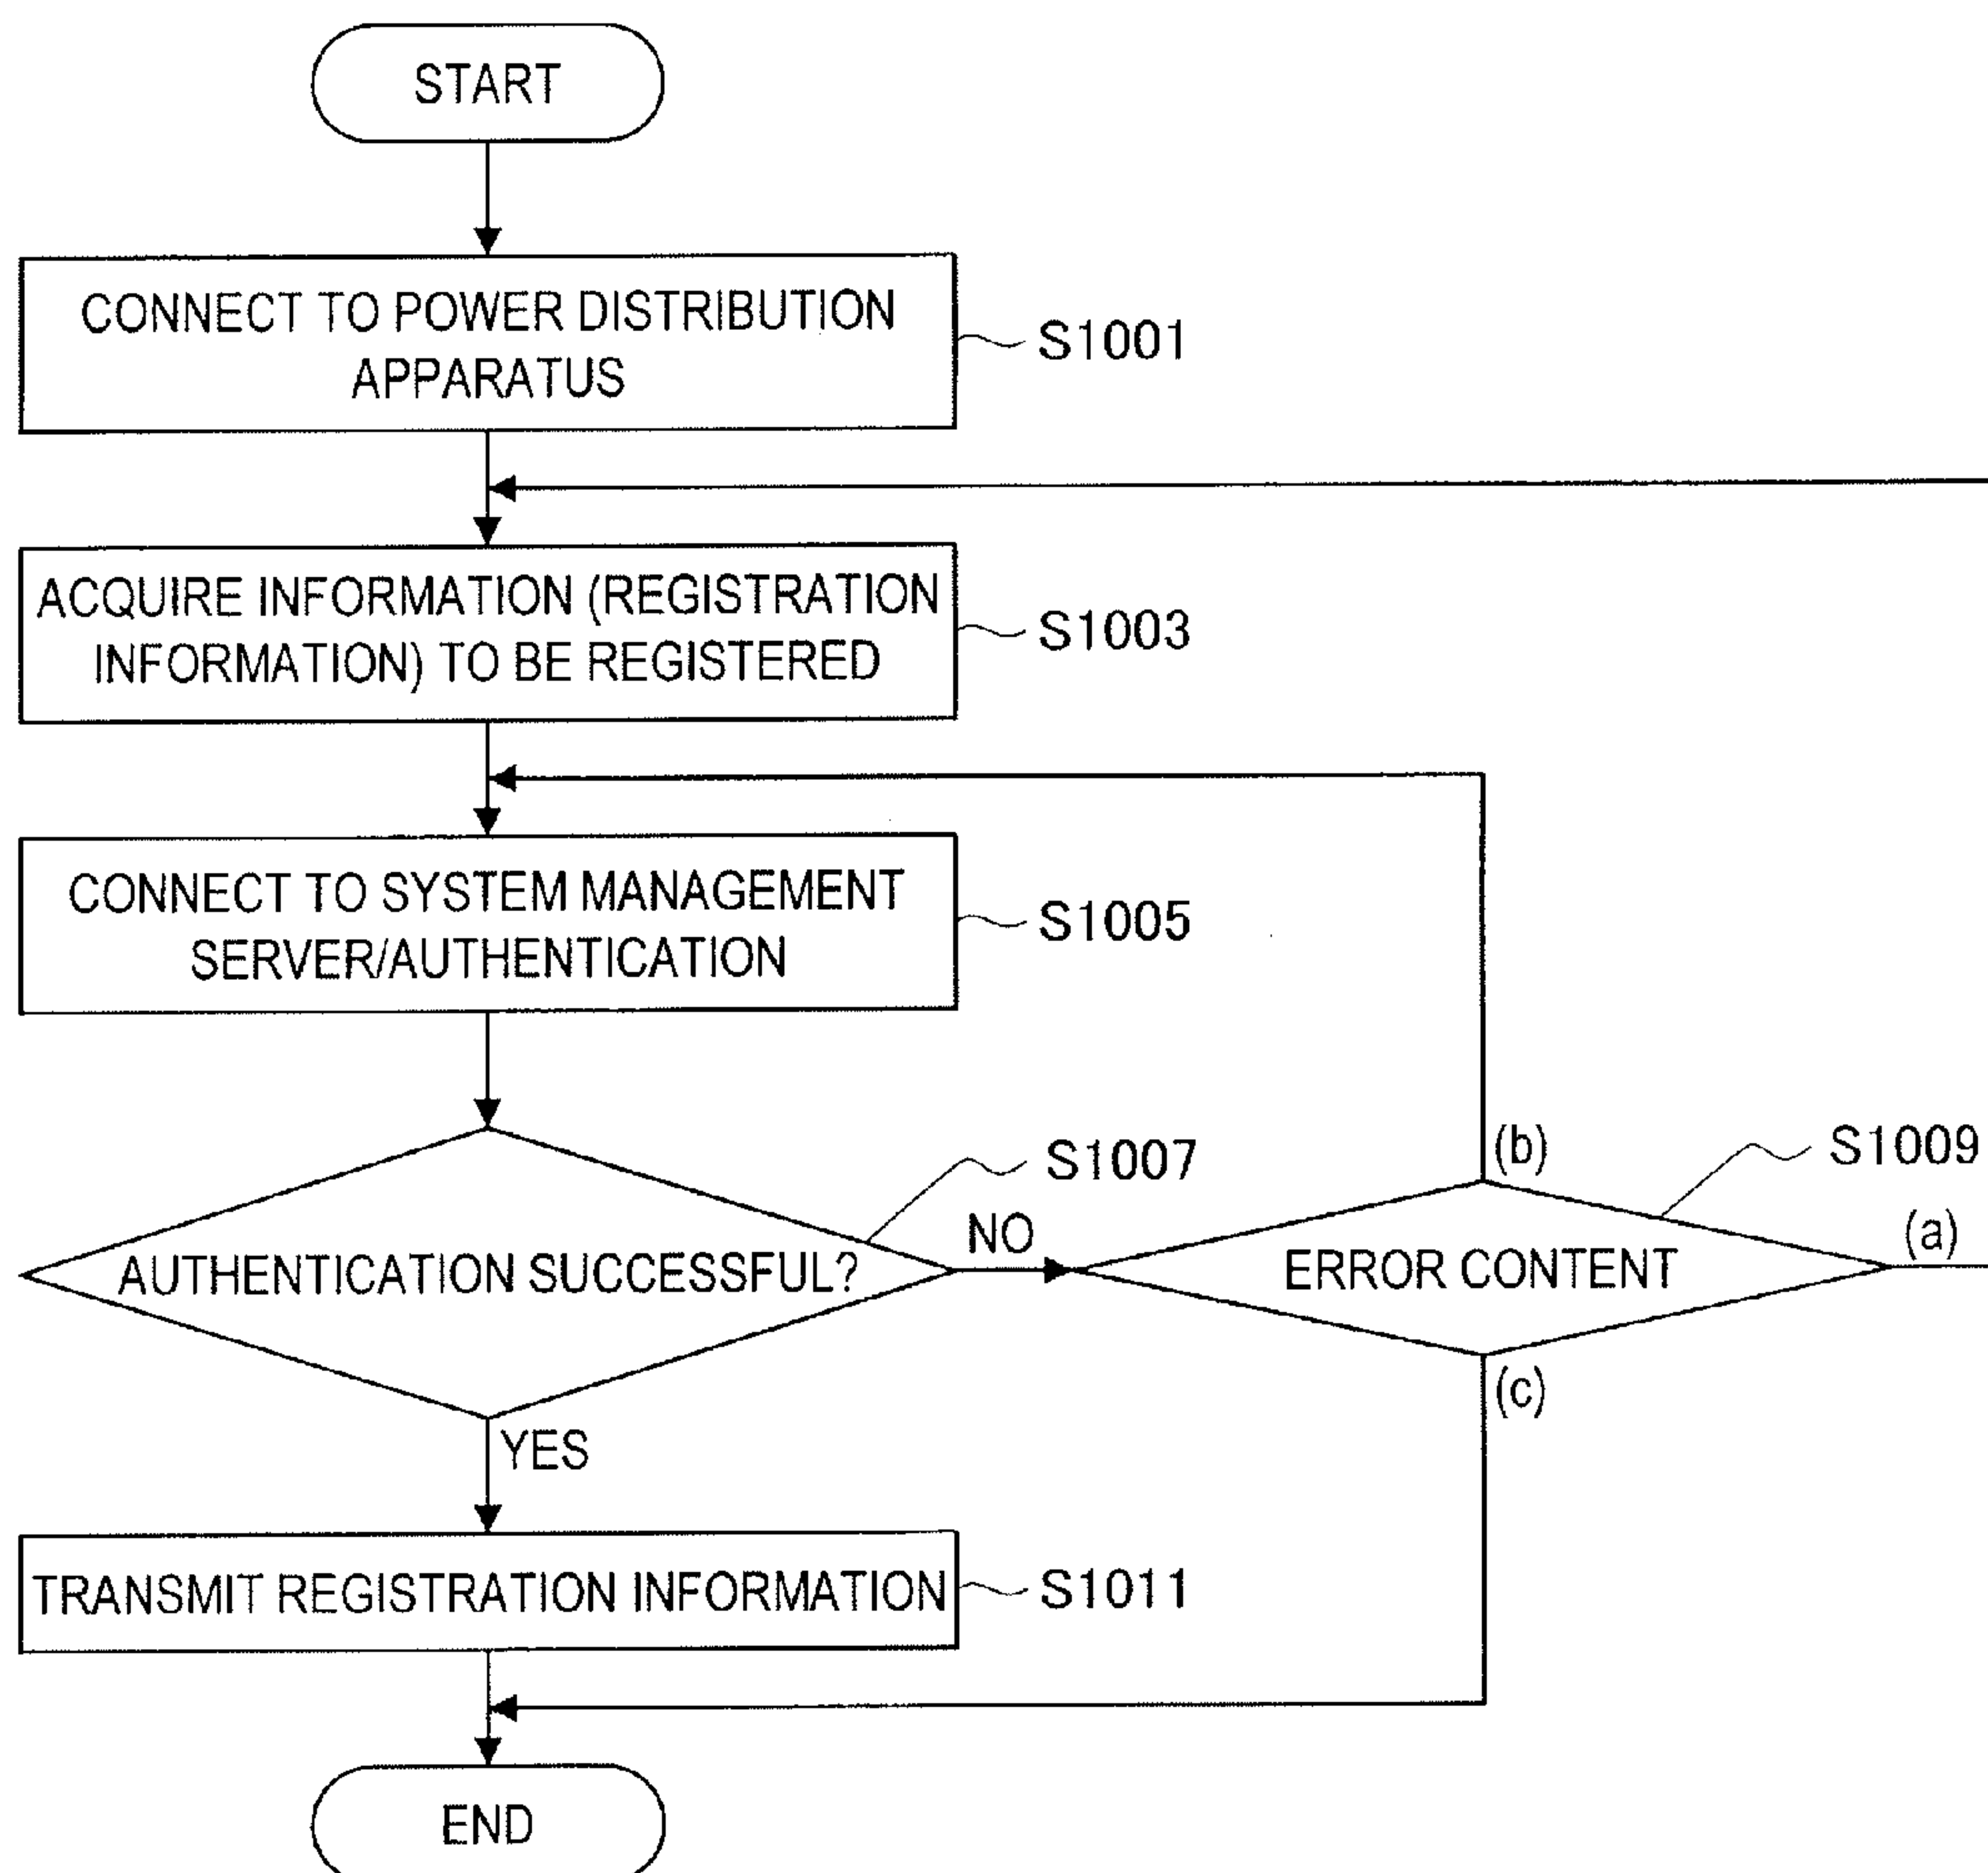 START
CONNECT TO POWER DISTRIBUTION
APPARATUS
S1001
ACQUIRE INFORMATION (REGISTRATION
INFORMATION) TO BE REGISTERED
S1003
CONNECT TO SYSTEM MANAGEMENT
SERVER/AUTHENTICATION
S1005
AUTHENTICATION SUCCESSFUL?
S1007
NO
YES
ERROR CONTENT
S1009
(b)
(a)
(c)
TRANSMIT REGISTRATION INFORMATION
S1011
END